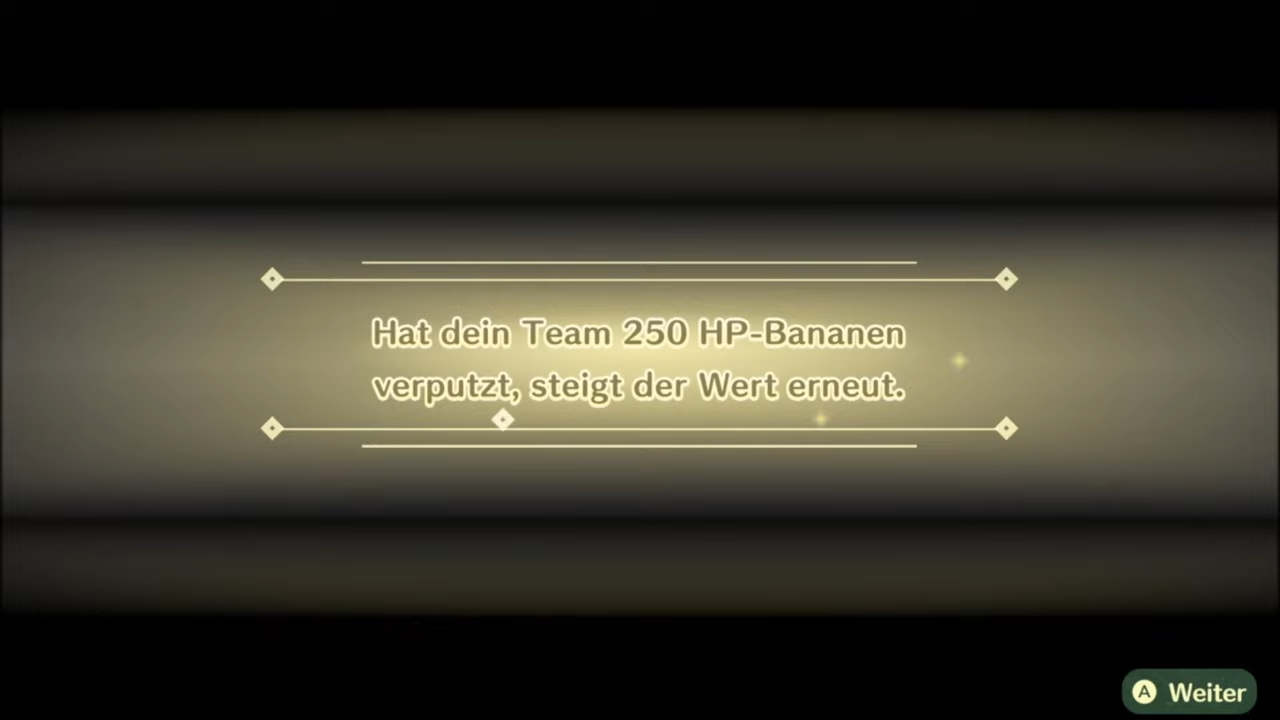 Hat dein Team 250 HP-Bananen
verputzt, steigt der Wert erneut.
A Weiter